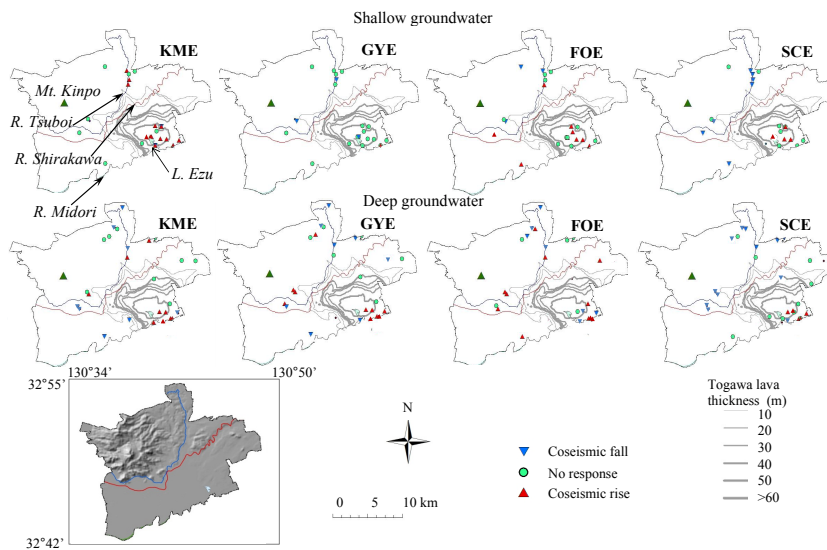 Shallow groundwater
KME
GYE
FOE
SCE
Mt. Kinpo
R. Tsuboi
R. Shirakawa
L. Ezu
R. Midori
Deep groundwater
KME
GYE
FOE
SCE
130°34'
130°50'
32°55'
32°42'
N
0 5 10 km
Coseismic fall
No response
Coseismic rise
Togawa lava
thickness (m)
10
20
30
40
50
>60